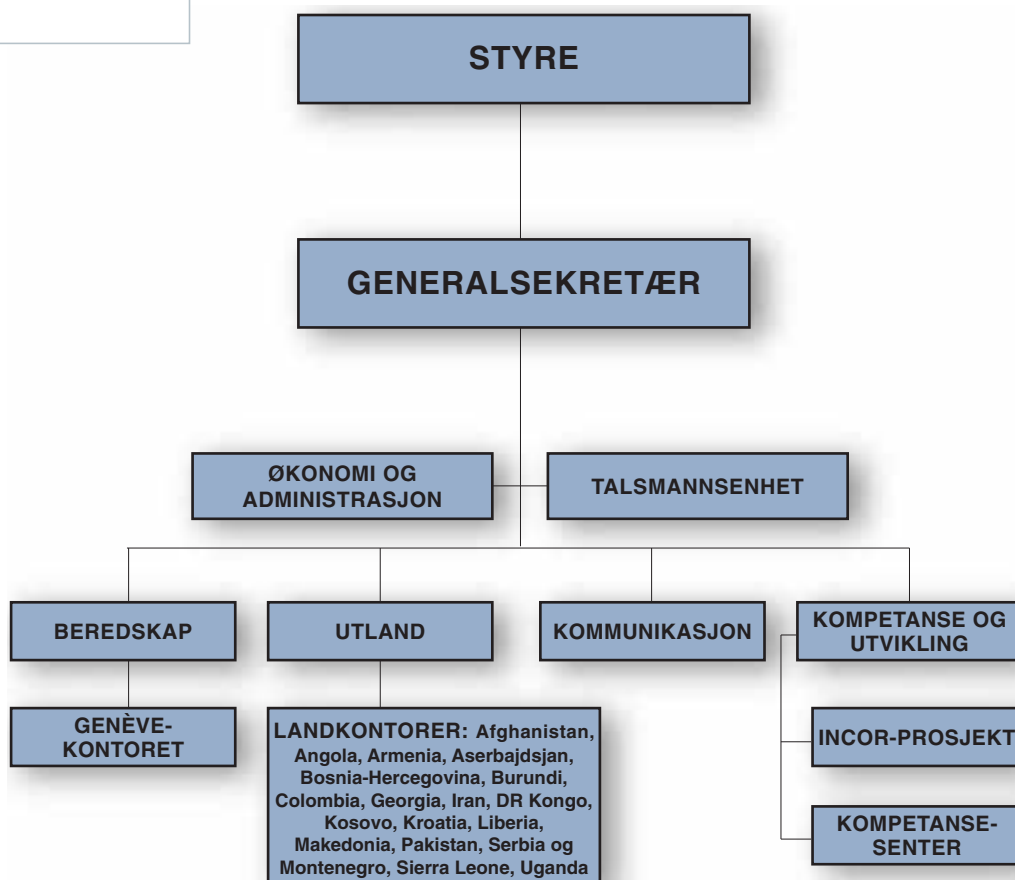 STYRE
GENERALSEKRETÆR
ØKONOMI OG
ADMINISTRASJON
TALSMANNSENHET
BEREDSKAP
UTLAND
KOMMUNIKASJON
KOMPETANSE OG
UTVIKLING
GENÈVE-
KONTORET
LANDKONTORER: Afghanistan,
Angola, Armenia, Aserbajdsjan,
Bosnia-Hercegovina, Burundi,
Colombia, Georgia, Iran, DR Kongo,
Kosovo, Kroatia, Liberia,
Makedonia, Pakistan, Serbia og
Montenegro, Sierra Leone, Uganda
INCOR-PROSJEKT
KOMPETANSE-
SENTER